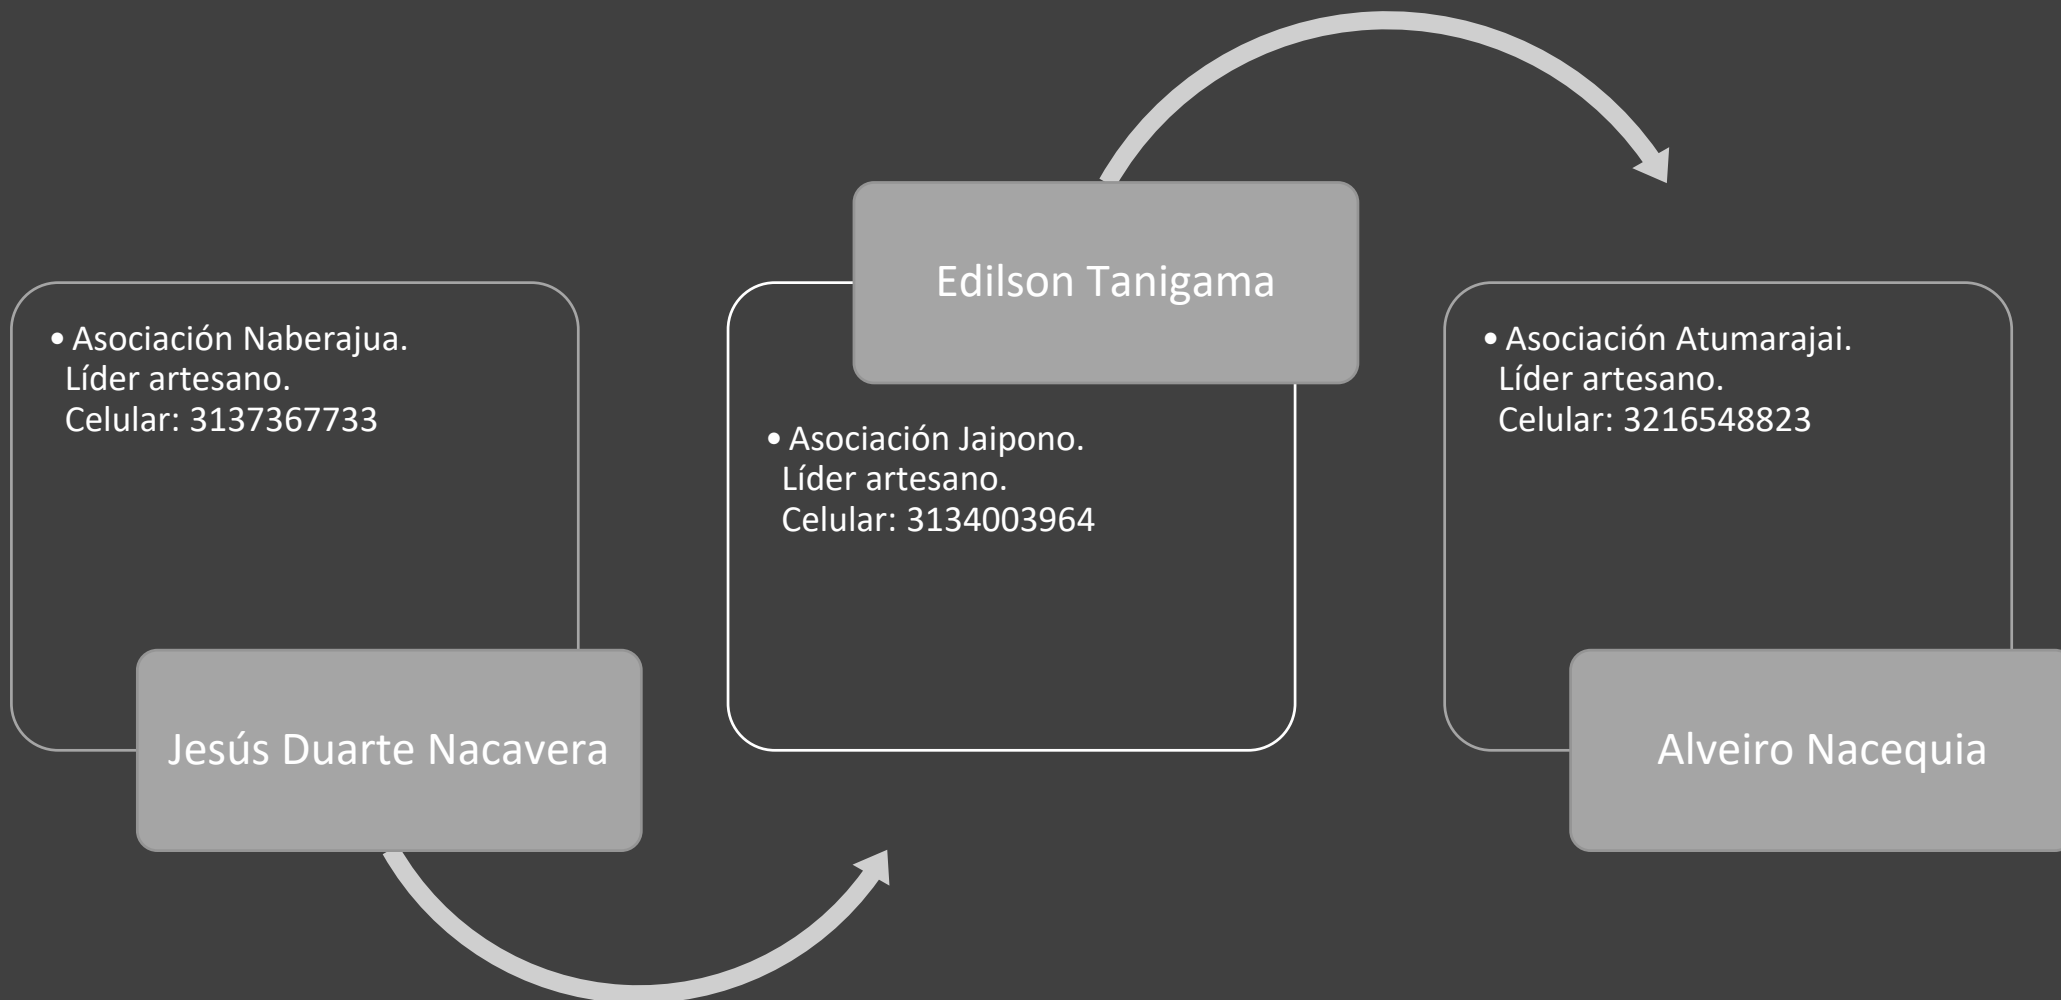 • Asociación Naberajua.
Líder artesano.
Celular: 3137367733
Jesús Duarte Nacavera
Edilson Tanigama
• Asociación Jaipono.
Líder artesano.
Celular: 3134003964
• Asociación Atumarajai.
Líder artesano.
Celular: 3216548823
Alveiro Nacequia